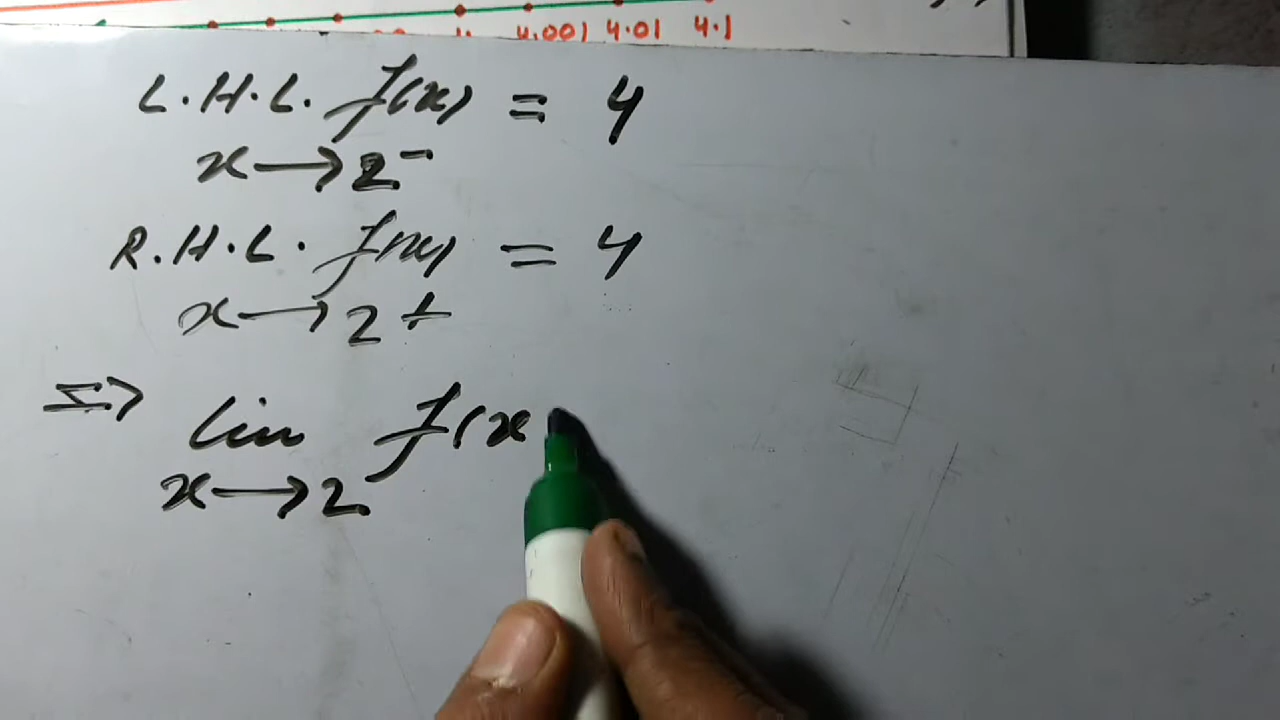 4.001 4.01 4.1
L.H.L. f(x) = 4
x → 2-
R.H.L. f(x) = 4
x → 2+
=> lim f(x
x → 2